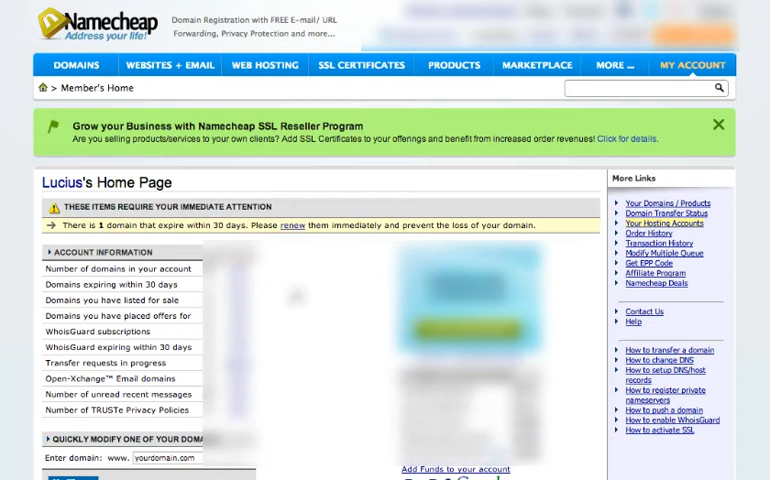 Namecheap
Address your life!
Domain Registration with FREE E-mail/ URL
Forwarding, Privacy Protection and more...
DOMAINS WEBSITES + EMAIL WEB HOSTING SSL CERTIFICATES PRODUCTS MARKETPLACE MORE ... MY ACCOUNT
> Member's Home
Grow your Business with Namecheap SSL Reseller Program
Are you selling products/services to your own clients? Add SSL Certificates to your offerings and benefit from increased order revenues! Click for details.
Lucius's Home Page
THESE ITEMS REQUIRE YOUR IMMEDIATE ATTENTION
There is 1 domain that expire within 30 days. Please renew them immediately and prevent the loss of your domain.
ACCOUNT INFORMATION
Number of domains in your account
Domains expiring within 30 days
Domains you have listed for sale
Domains you have placed offers for
WhoisGuard subscriptions
WhoisGuard expiring within 30 days
Transfer requests in progress
Open-Xchange™ Email domains
Number of unread recent messages
Number of TRUSTe Privacy Policies
QUICKLY MODIFY ONE OF YOUR DOMA
Enter domain: www. yourdomain.com
Add Funds to your account
More Links
Your Domains / Products
Domain Transfer Status
Your Hosting Accounts
Order History
Transaction History
Modify Multiple Queue
Get EPP Code
Affiliate Program
Namecheap Deals
Contact Us
Help
How to transfer a domain
How to change DNS
How to setup DNS/host
records
How to register private
nameservers
How to push a domain
How to enable WhoisGuard
How to activate SSL